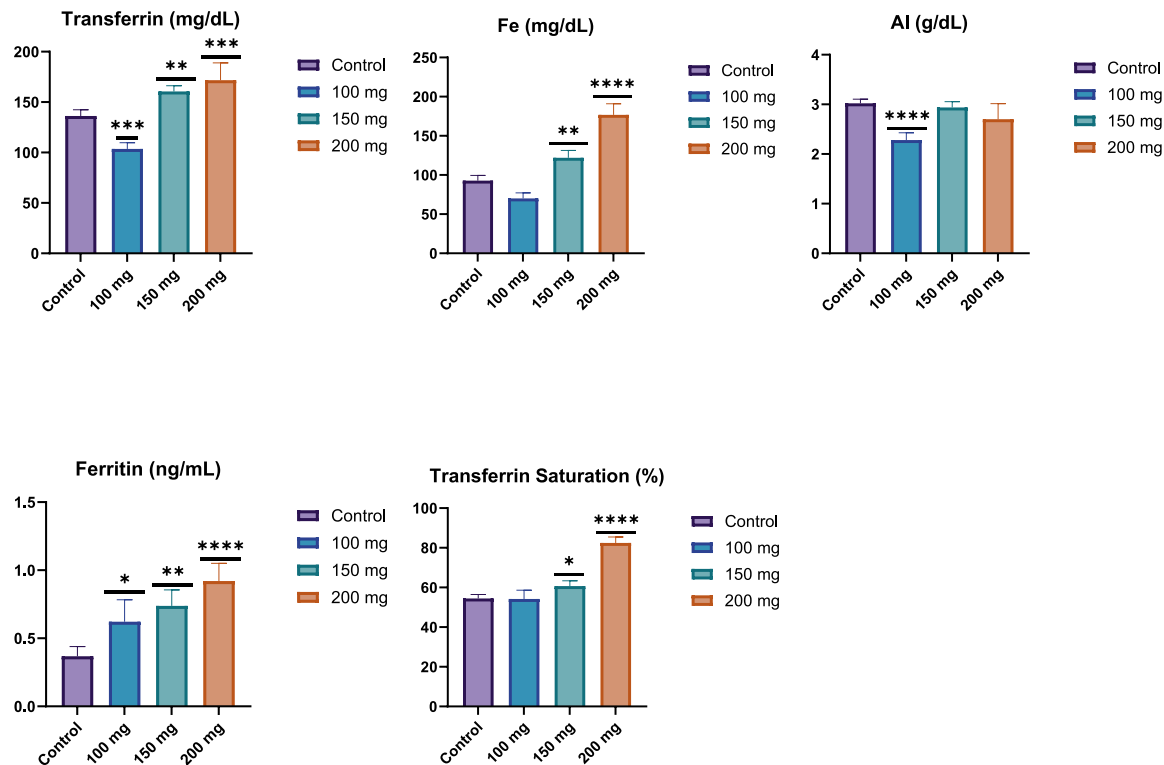 Transferrin (mg/dL)
200
150
100
50
0
***
**
***
Control
100 mg
150 mg
200 mg
Control
100 mg
150 mg
200 mg
Fe (mg/dL)
250
200
150
100
50
0
**
****
Control
100 mg
150 mg
200 mg
Control
100 mg
150 mg
200 mg
Al (g/dL)
4
3
2
1
0
****
Control
100 mg
150 mg
200 mg
Control
100 mg
150 mg
200 mg
Ferritin (ng/mL)
1.5
1.0
0.5
0.0
*
**
****
Control
100 mg
150 mg
200 mg
Control
100 mg
150 mg
200 mg
Transferrin Saturation (%)
100
80
60
40
20
0
*
****
Control
100 mg
150 mg
200 mg
Control
100 mg
150 mg
200 mg